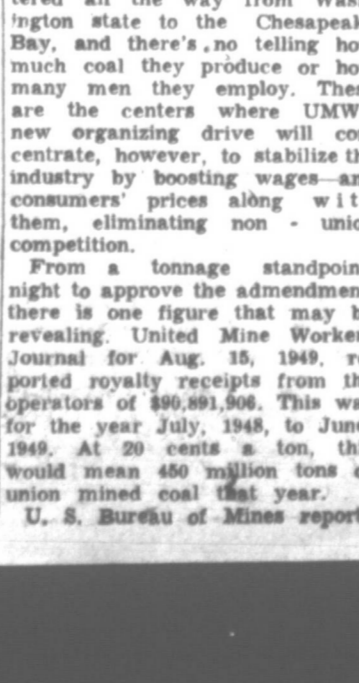 tered all the way from Wash
ington state to the Chesapeak
Bay, and there's no telling ho
much coal they produce or ho
many men they employ. Thes
are the centers where UMW'
new organizing drive will co
centrate, however, to stabilize th
industry by boosting wages—an
consumers' prices along wit
them, eliminating non - unio
competition.
From a tonnage standpoin
night to approve the admendmen
there is one figure that may b
revealing. United Mine Worker
Journal for Aug. 15, 1949, re
ported royalty receipts from th
operators of $90,891,906. This wa
for the year July, 1948, to June
1949. At 20 cents a ton, thi
would mean 450 million tons o
union mined coal that year.
U. S. Bureau of Mines report